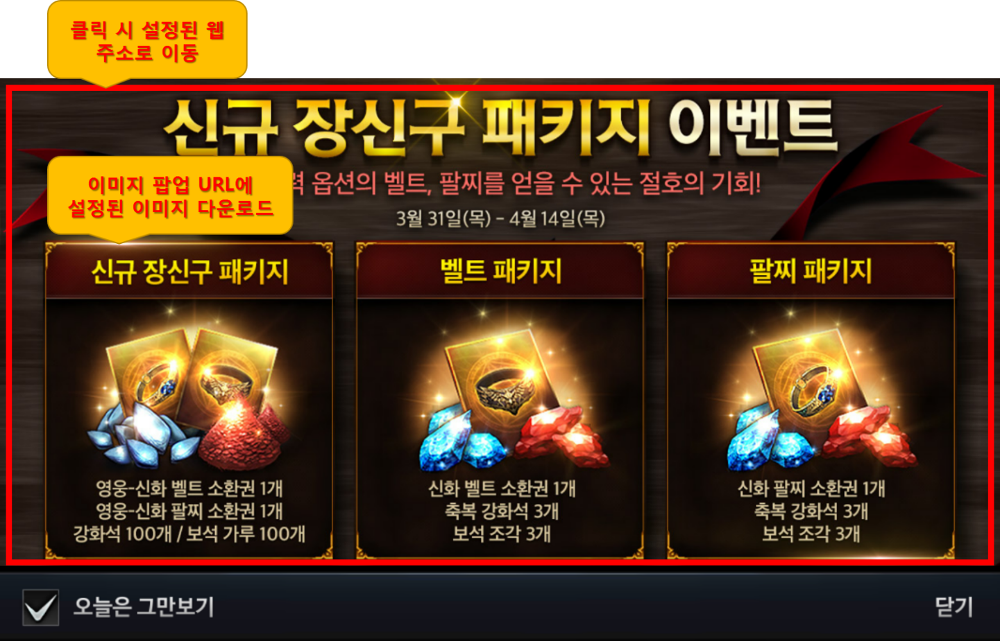 클릭 시 설정된 웹
주소로 이동
신규 장신구 패키지 이벤트
이미지 팝업 URL에
설정된 이미지 다운로드
옵션의 벨트, 팔찌를 얻을 수 있는 절호의 기회!
3월 31일(목) - 4월 14일(목)
신규 장신구 패키지
영웅-신화 벨트 소환권 1개
영웅-신화 팔찌 소환권 1개
강화석 100개 / 보석 가루 100개
벨트 패키지
신화 벨트 소환권 1개
축복 강화석 3개
보석 조각 3개
팔찌 패키지
신화 팔찌 소환권 1개
축복 강화석 3개
보석 조각 3개
오늘은 그만보기
닫기